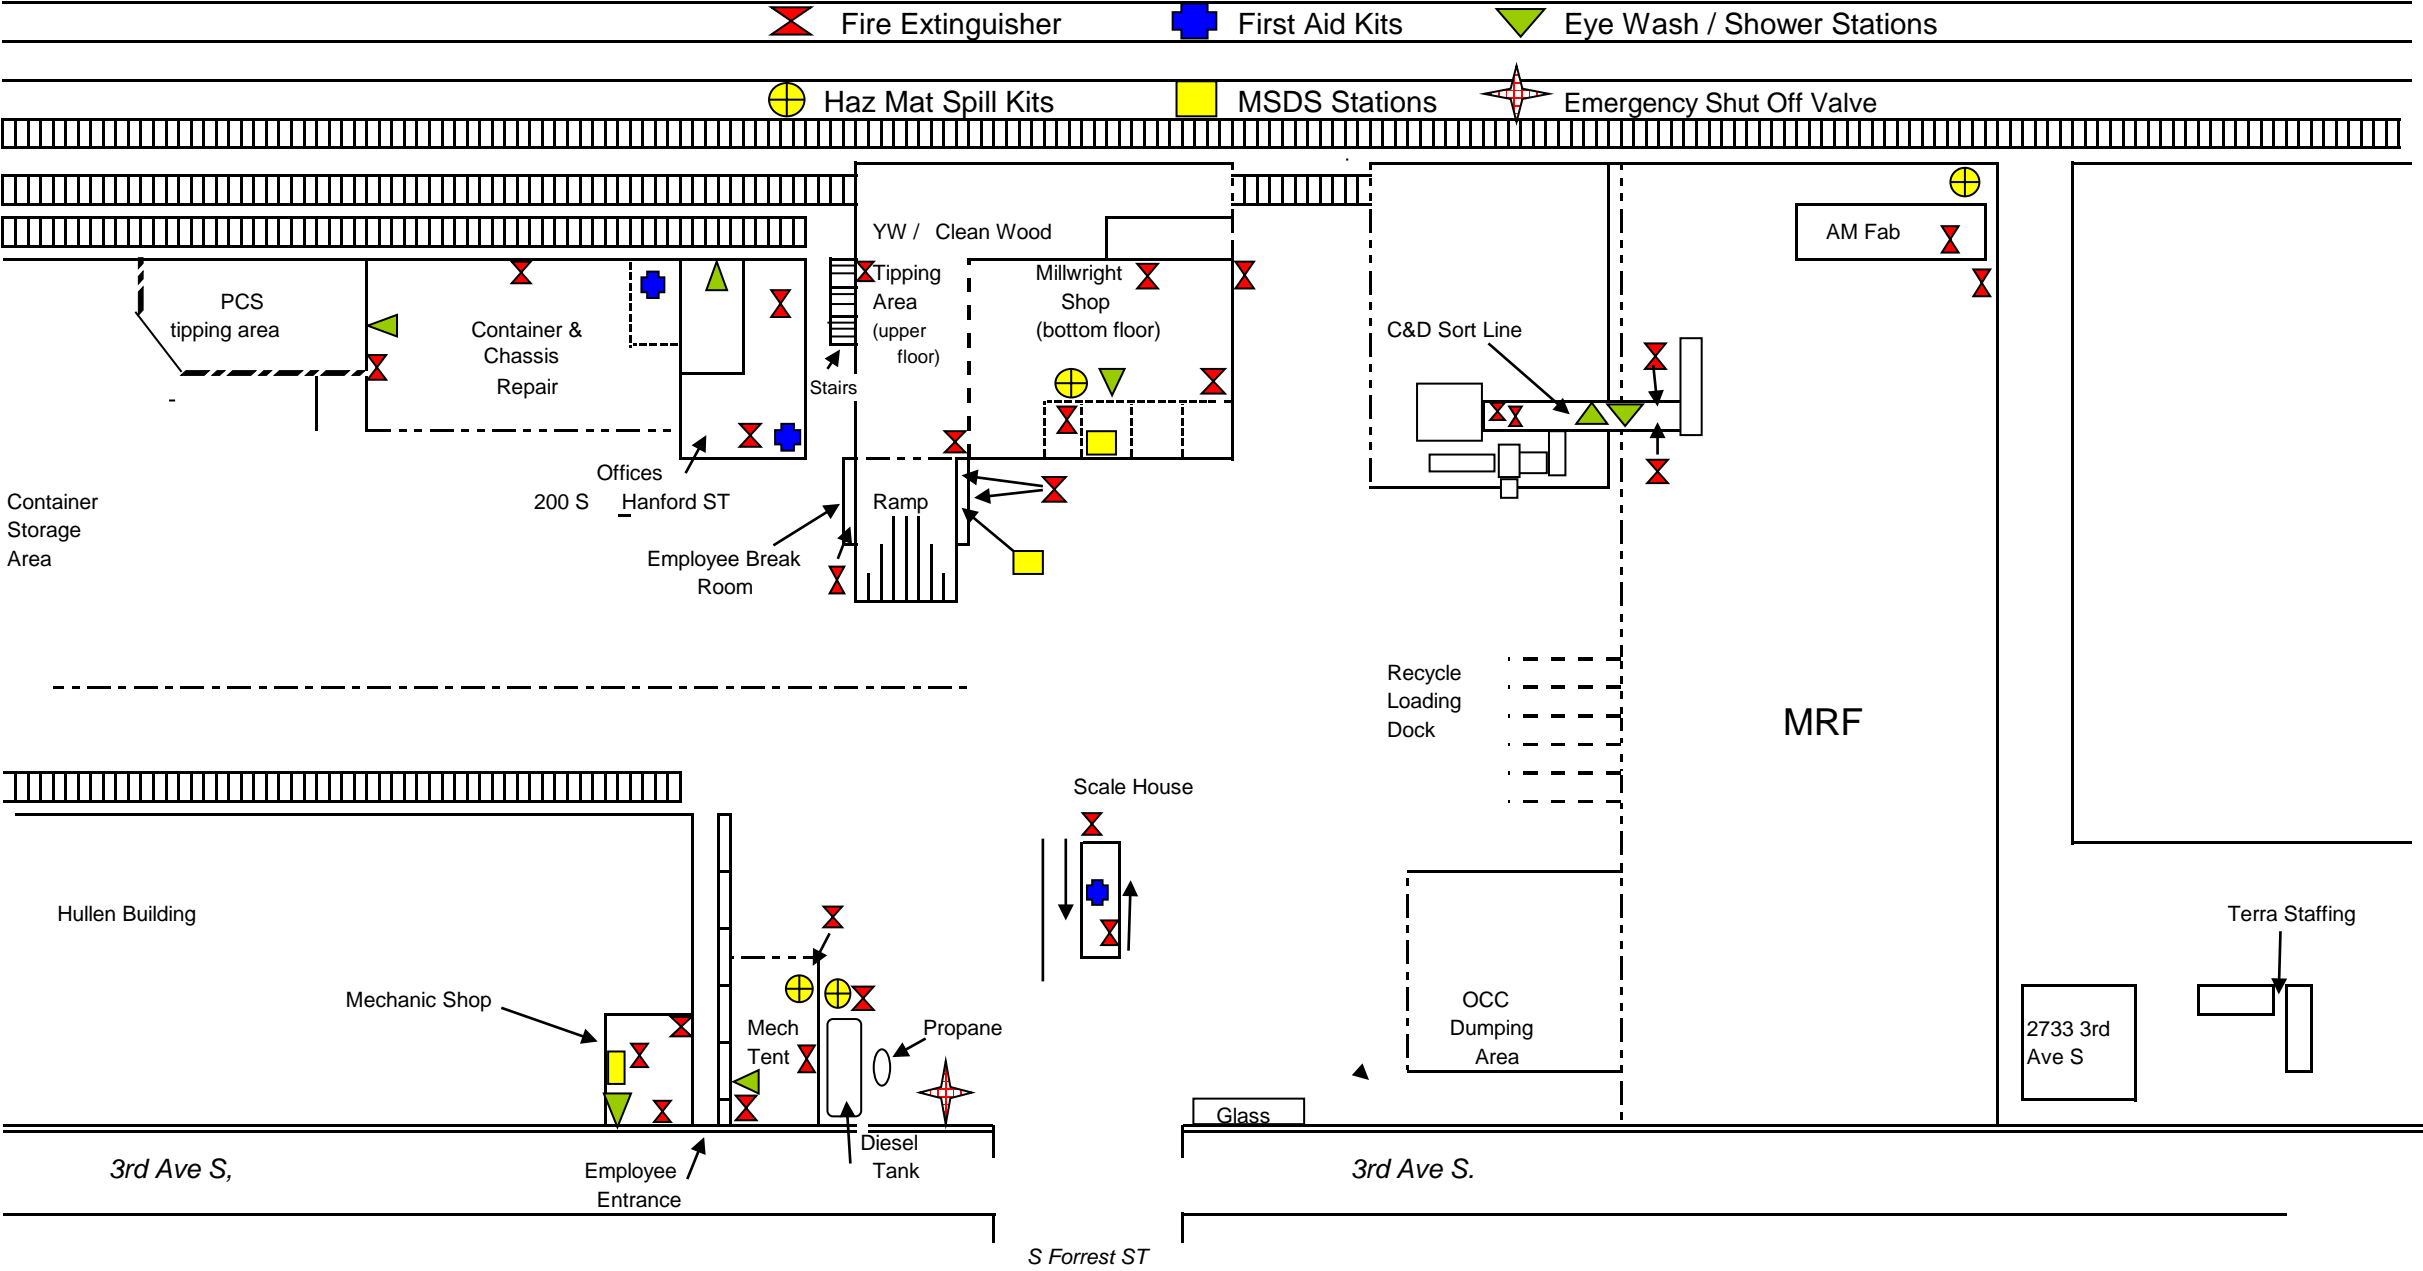 Fire Extinguisher
First Aid Kits
Eye Wash / Shower Stations
Haz Mat Spill Kits
MSDS Stations
Emergency Shut Off Valve
YW / Clean Wood
Tipping
Area
(upper
floor)
Millwright
Shop
(bottom floor)
AM Fab
PCS
tipping area
Container &
Chassis
Repair
Stairs
C&D Sort Line
Offices
200 S _Hanford ST
Container
Storage
Area
Ramp
Employee Break
Room
Recycle
Loading
Dock
MRF
Scale House
Hullen Building
Terra Staffing
Mechanic Shop
Mech
Tent
Propane
OCC
Dumping
Area
2733 3rd
Ave S
Glass
Diesel
Tank
3rd Ave S,
Employee
Entrance
3rd Ave S.
S Forrest ST